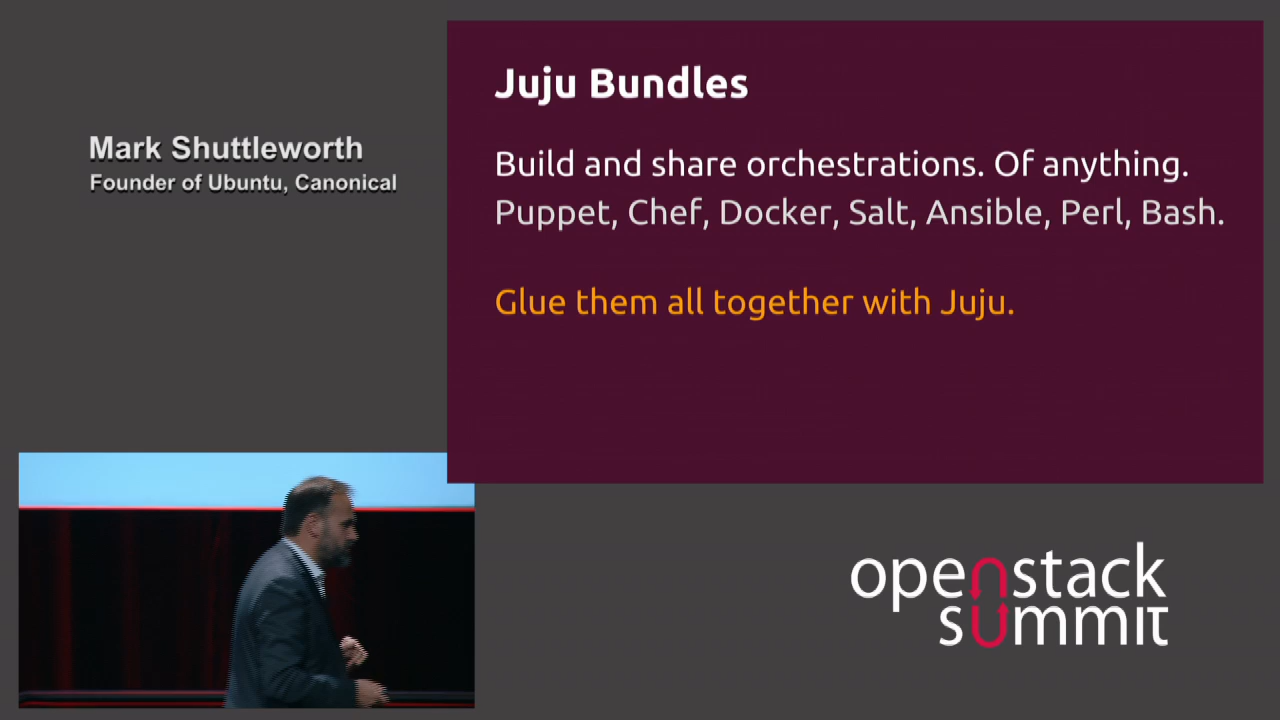 Juju Bundles
Mark Shuttleworth
Founder of Ubuntu, Canonical
Build and share orchestrations. Of anything.
Puppet, Chef, Docker, Salt, Ansible, Perl, Bash.
Glue them all together with Juju.
openstack
summit